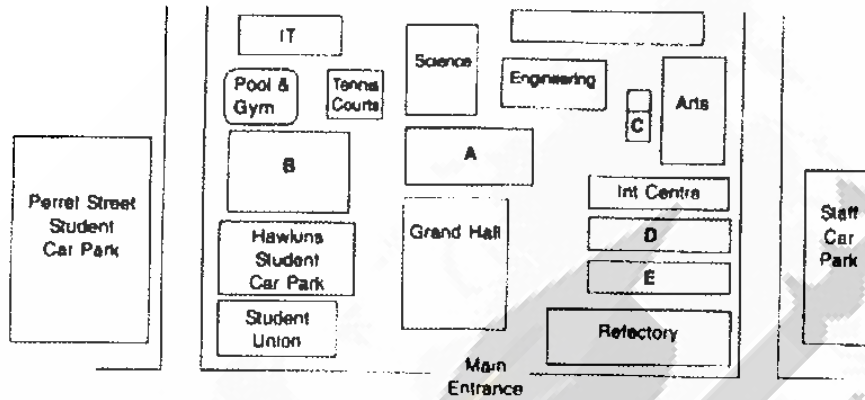 IT
Science
Engineering
Pool &
Gym
Tennis
Courts
C
Arts
B
A
Perret Street
Student
Car Park
Int Centre
Staff
Car
Park
Hawkins
Student
Car Park
Grand Hall
D
E
Student
Union
Refectory
Main
Entrance